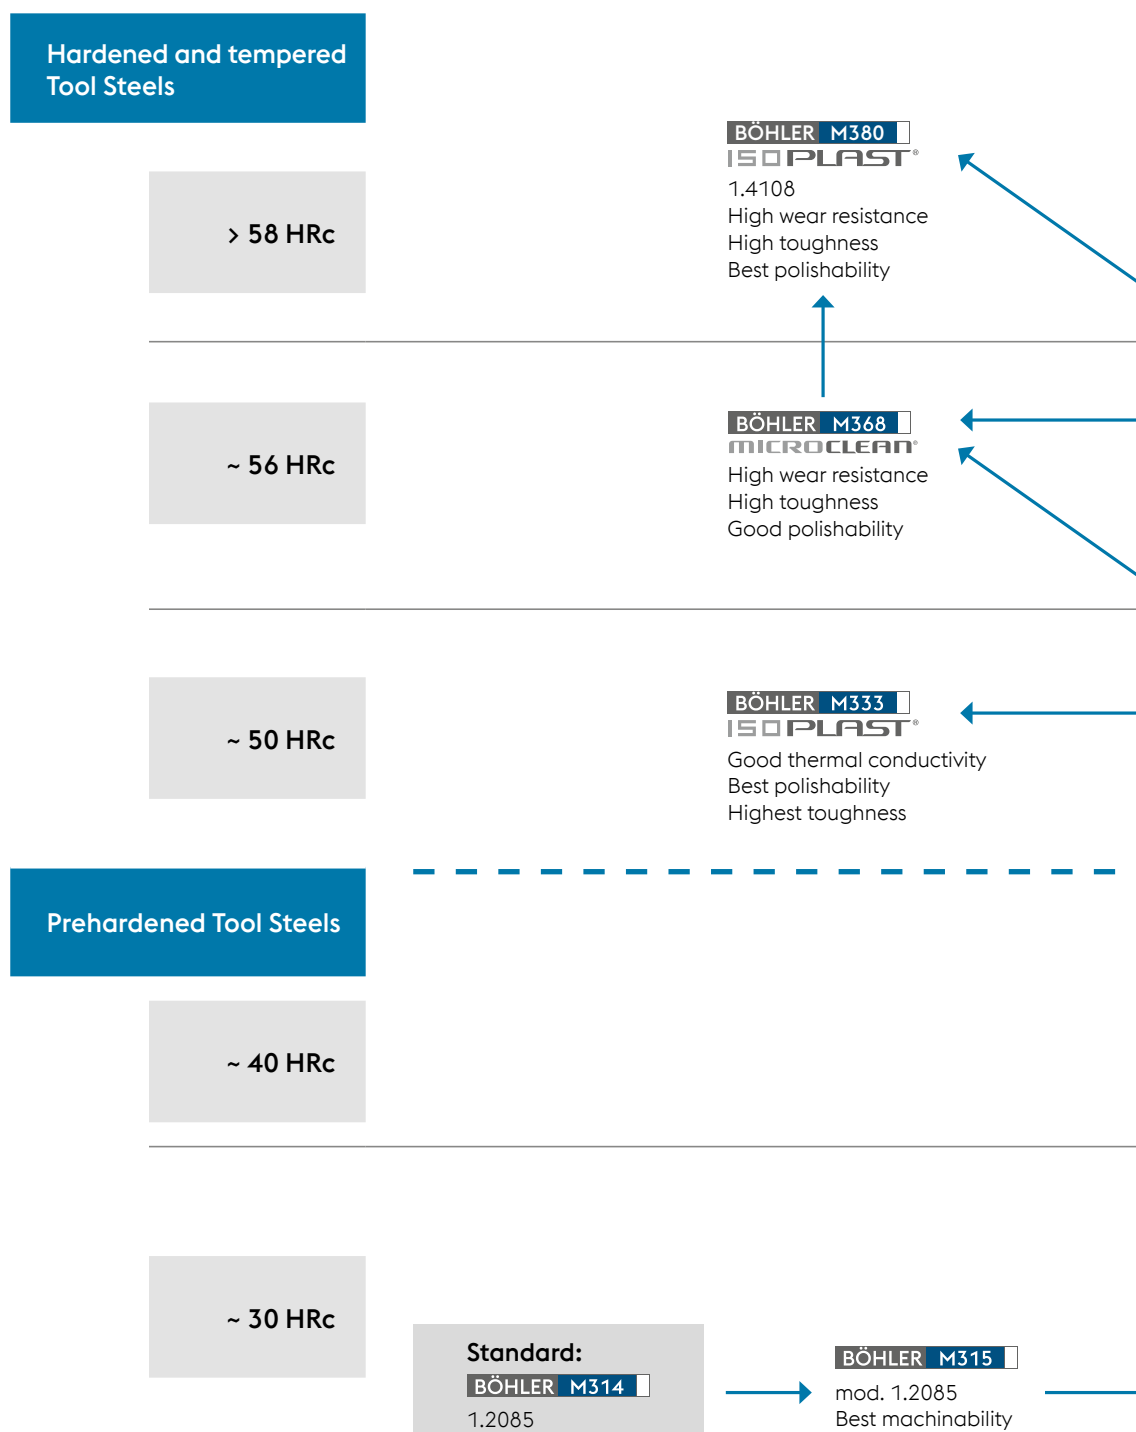 Hardened and tempered
Tool Steels
BÖHLER M380
ISOPLAST®
1.4108
High wear resistance
High toughness
Best polishability
> 58 HRc
BÖHLER M368
MICROCLEAN®
High wear resistance
High toughness
Good polishability
~ 56 HRc
BÖHLER M333
ISOPLAST®
Good thermal conductivity
Best polishability
Highest toughness
~ 50 HRc
Prehardened Tool Steels
~ 40 HRc
~ 30 HRc
Standard:
BÖHLER M314
1.2085
BÖHLER M315
mod. 1.2085
Best machinability